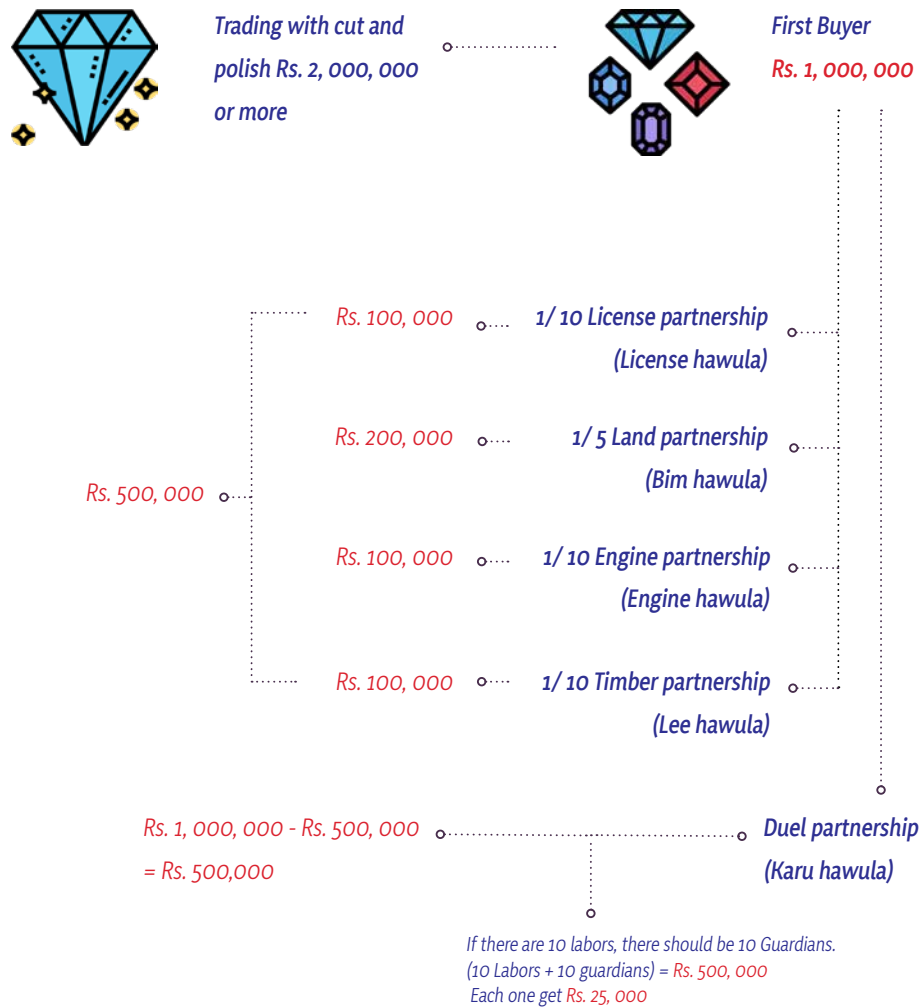 Trading with cut and
polish Rs. 2, 000, 000
or more
First Buyer
Rs. 1, 000, 000
Rs. 100, 000
1/ 10 License partnership
(License hawula)
Rs. 200, 000
1/ 5 Land partnership
(Bim hawula)
Rs. 500, 000
Rs. 100, 000
1/ 10 Engine partnership
(Engine hawula)
Rs. 100, 000
1/ 10 Timber partnership
(Lee hawula)
Rs. 1, 000, 000 - Rs. 500, 000
= Rs. 500,000
Duel partnership
(Karu hawula)
If there are 10 labors, there should be 10 Guardians.
(10 Labors + 10 guardians) = Rs. 500, 000
Each one get Rs. 25, 000